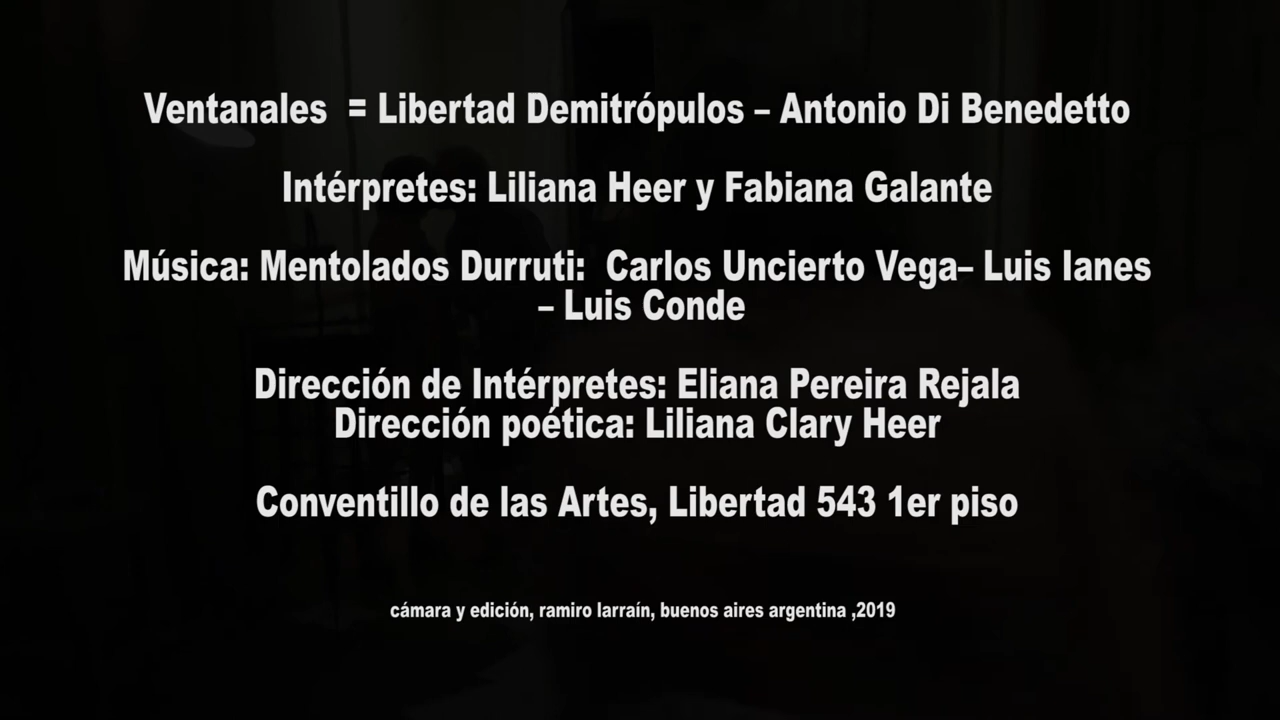 Ventanales  = Libertad Demitrópulos – Antonio Di Benedetto
Intérpretes: Liliana Heer y Fabiana Galante
Música: Mentolados Durruti:  Carlos Uncierto Vega– Luis Ianes
– Luis Conde
Dirección de Intérpretes: Eliana Pereira Rejala
Dirección poética: Liliana Clary Heer
Conventillo de las Artes, Libertad 543 1er piso
cámara y edición, ramiro larraín, buenos aires argentina ,2019